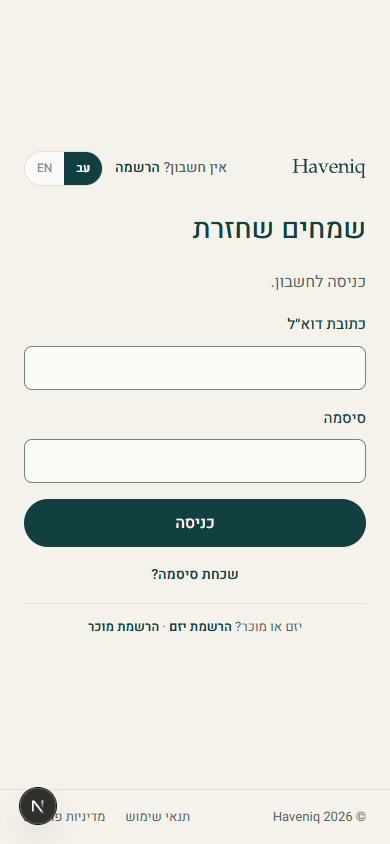 Haveniq
אין חשבון? הרשמה
עב EN
שמחים שחזרת
כניסה לחשבון.
כתובת דוא״ל
סיסמה
כניסה
שכחת סיסמה?
יזם או מוכר? הרשמת יזם · הרשמת מוכר
Haveniq 2026 ©
תנאי שימוש
מדיניות
N